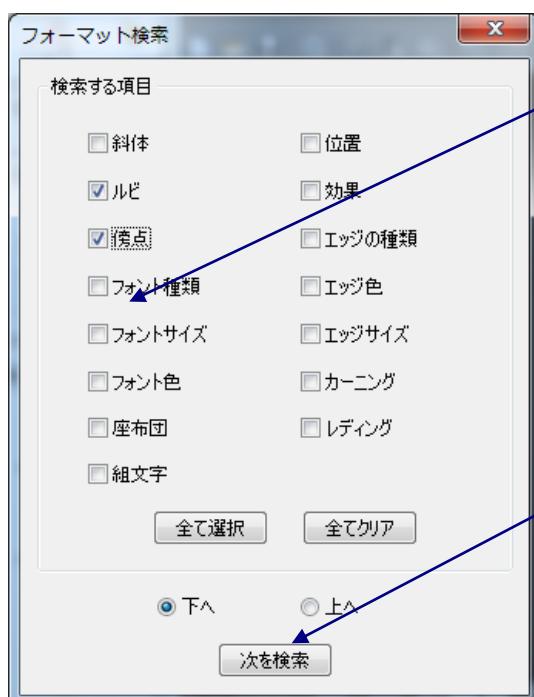 フォーマット検索
検索する項目
斜体 位置
ルビ 効果
傍点 エッジの種類
フォント種類 エッジ色
フォントサイズ エッジサイズ
フォント色 カーニング
座布団 レディング
組文字
全て選択 全てクリア
下へ 上へ
次を検索